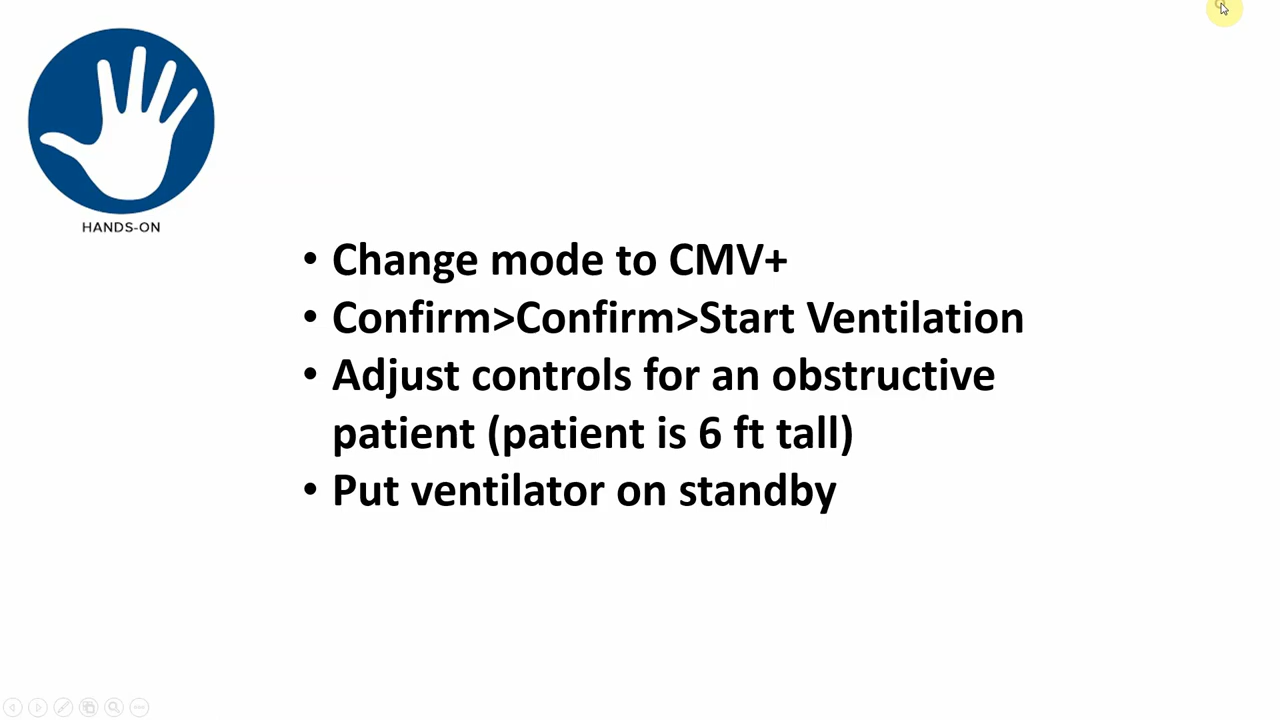 HANDS-ON
• Change mode to CMV+
• Confirm>Confirm>Start Ventilation
• Adjust controls for an obstructive
patient (patient is 6 ft tall)
• Put ventilator on standby